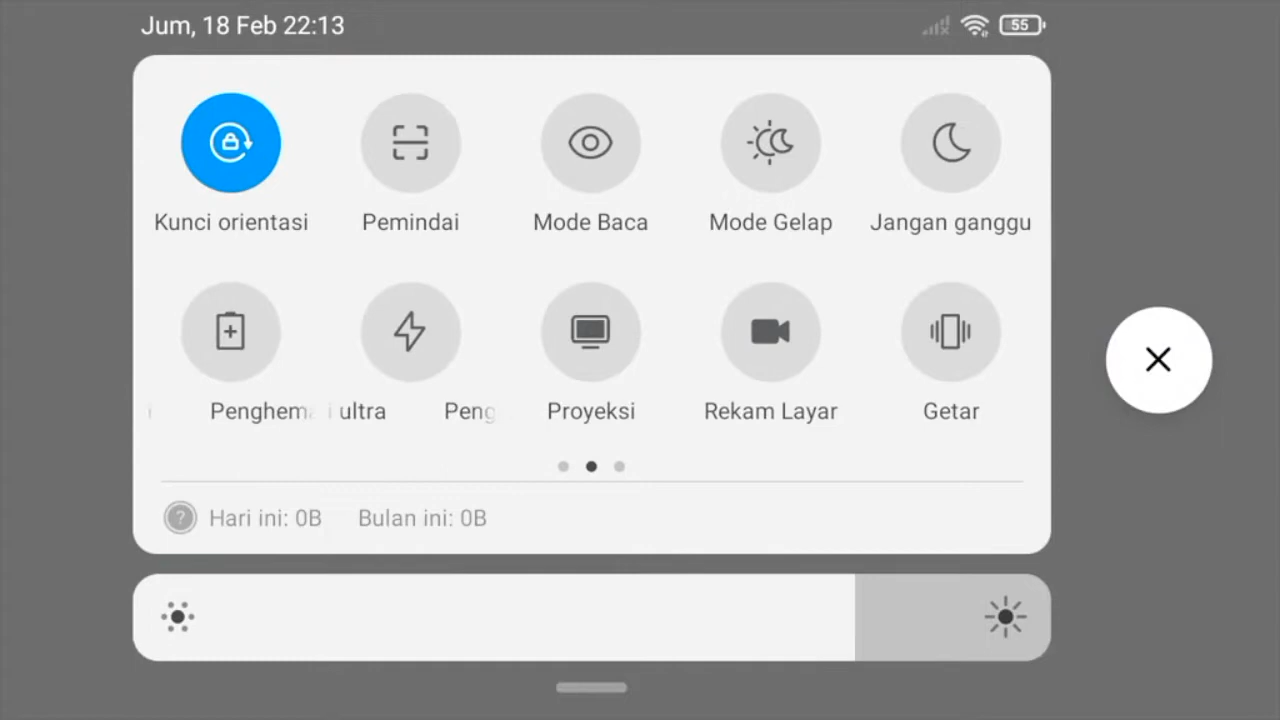 Jum, 18 Feb 22:13
55
Kunci orientasi
Pemindai
Mode Baca
Mode Gelap
Jangan ganggu
ultra
Proyeksi
Rekam Layar
Getar
Hari ini: 0B
Bulan ini: 0B